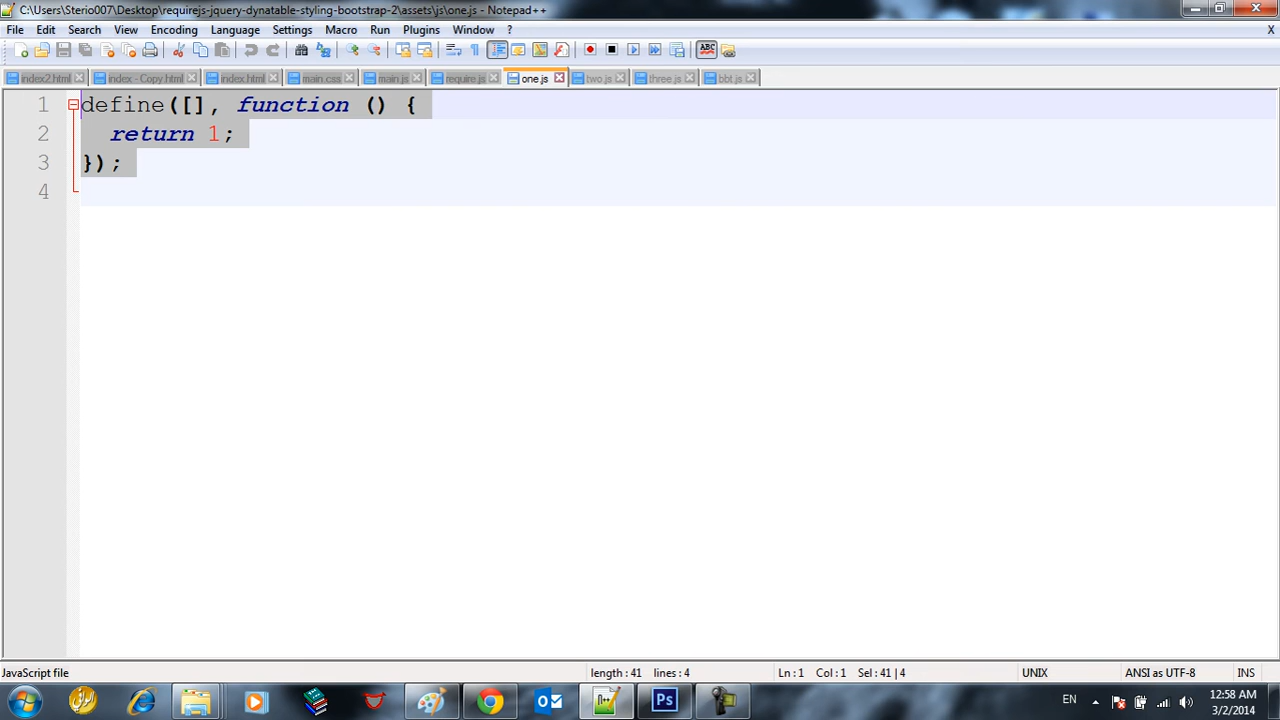 C:\Users\Sterio007\Desktop\requirejs-jquery-dynatable-styling-bootstrap-2\assets\js\one.js - Notepad++
File Edit Search View Encoding Language Settings Macro Run Plugins Window ? X
index2.html index - Copy.html index.html main.css main.js require.js one.js two.js three.js bbt.js
1 define([], function () {
2 return 1;
3 });
4
JavaScript file length : 41 lines : 4 Ln : 1 Col : 1 Sel : 41 | 4 UNIX ANSI as UTF-8 INS
EN 12:58 AM
3/2/2014